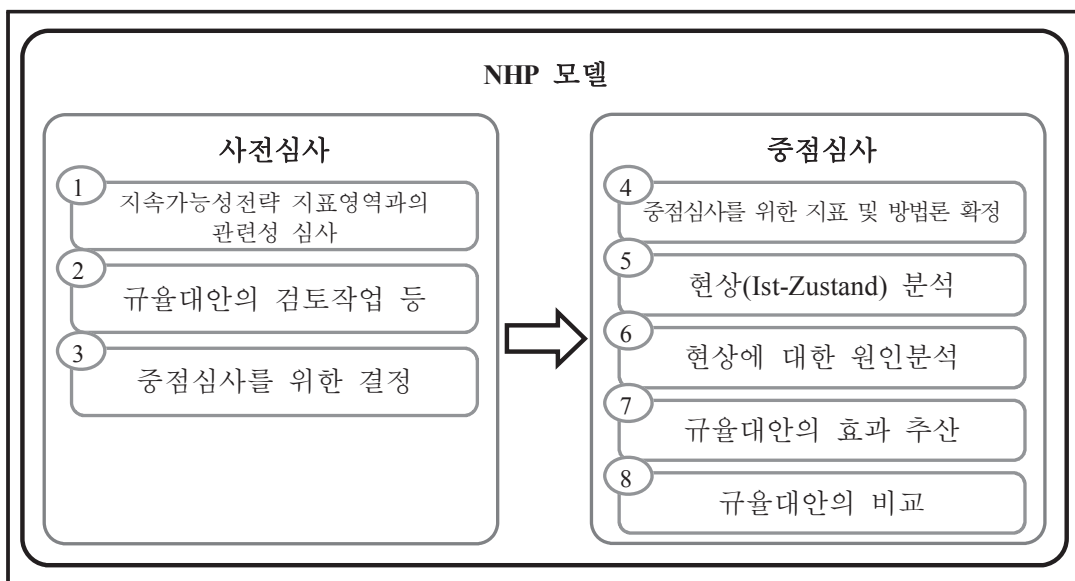 NHP 모델
사전심사
1
지속가능성전략 지표영역과의
관련성 심사
2
규율대안의 검토작업 등
3
중점심사를 위한 결정
중점심사
4
중점심사를 위한 지표 및 방법론 확정
5
현상(Ist-Zustand) 분석
6
현상에 대한 원인분석
7
규율대안의 효과 추산
8
규율대안의 비교